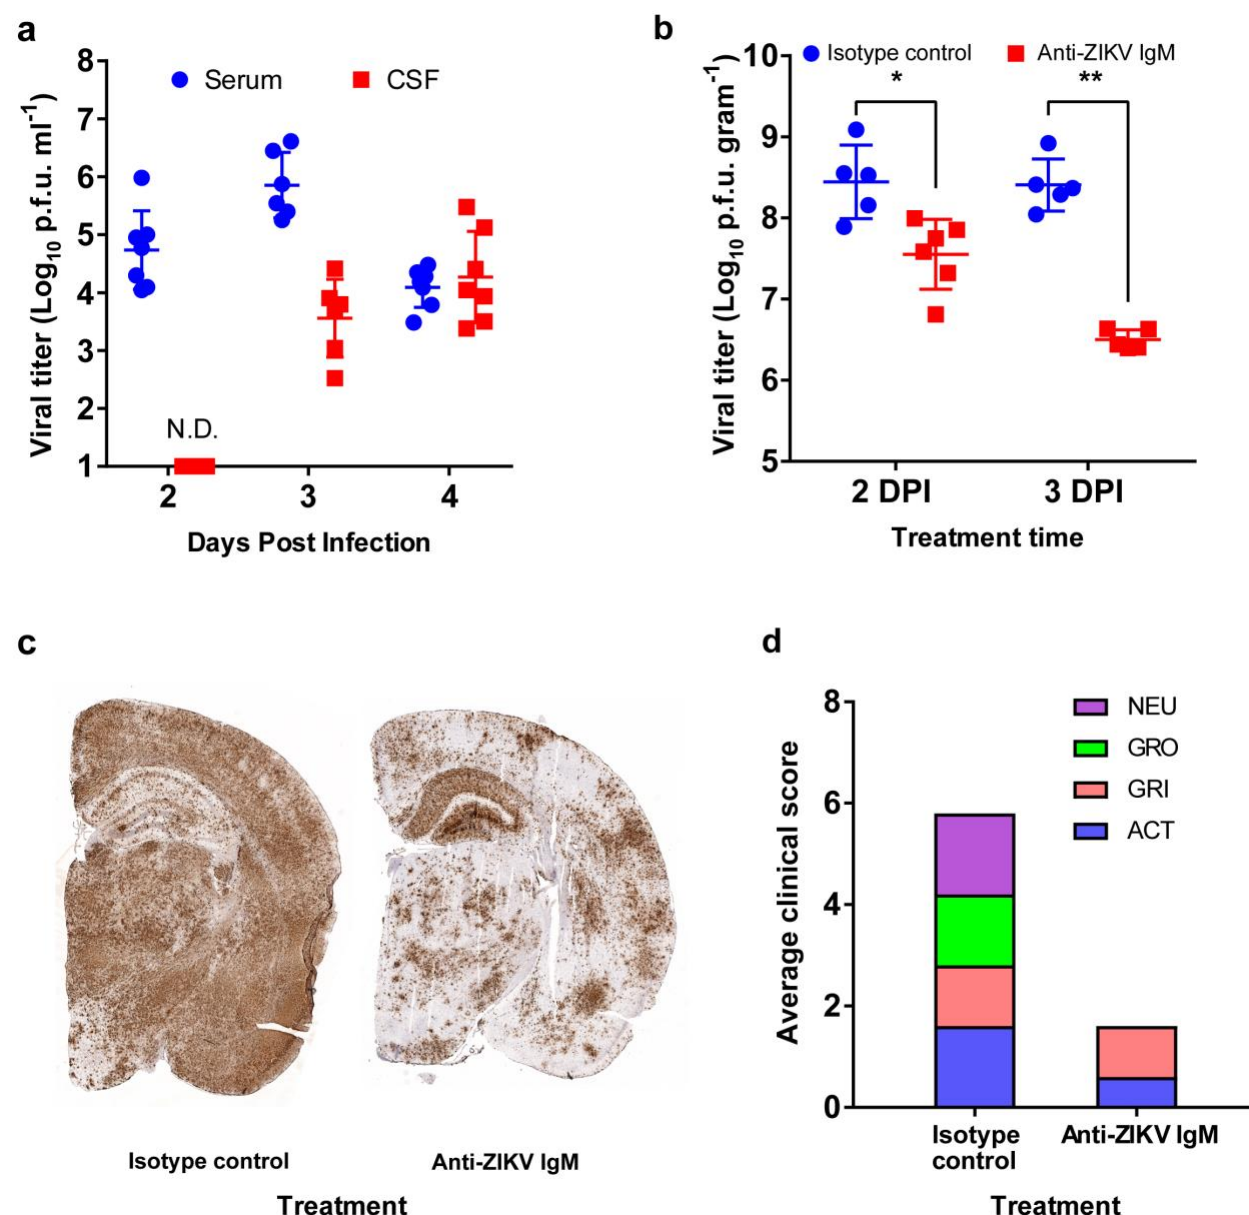 a
8
7
6
5
4
3
2
1
Viral titer (Log10 p.f.u. ml-1)
Serum
CSF
N.D.
2 3 4
Days Post Infection
b
10
9
8
7
6
5
Viral titer (Log10 p.f.u. gram-1)
Isotype control
Anti-ZIKV IgM
* **
2 DPI 3 DPI
Treatment time
c
Isotype control
Anti-ZIKV IgM
Treatment
d
8
6
4
2
0
Average clinical score
NEU
GRO
GRI
ACT
Isotype
control
Anti-ZIKV IgM
Treatment